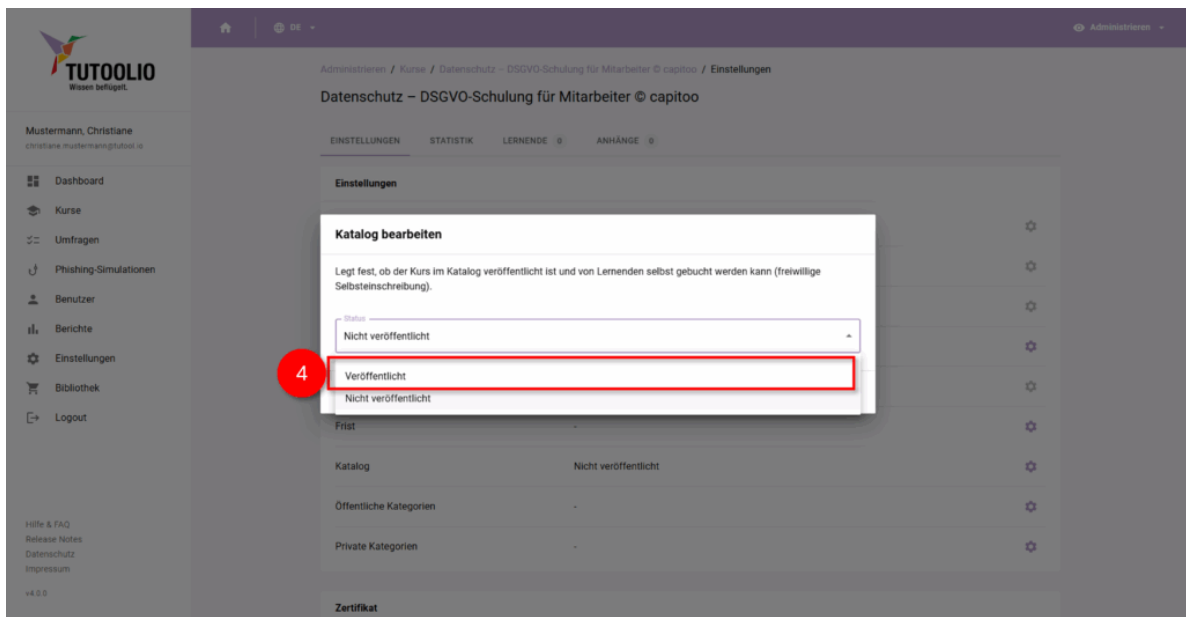 TUTOOLIO
Wissen beflügelt.
DE
Administrieren
Mustermann, Christiane
christiane.mustermann@tutool.io
Dashboard
Kurse
Umfragen
Phishing-Simulationen
Benutzer
Berichte
Einstellungen
Bibliothek
Logout
Hilfe & FAQ
Release Notes
Datenschutz
Impressum
v4.0.0
Administrieren / Kurse / Datenschutz – DSGVO-Schulung für Mitarbeiter © capitoo / Einstellungen
Datenschutz – DSGVO-Schulung für Mitarbeiter © capitoo
EINSTELLUNGEN STATISTIK LERNENDE 0 ANHÄNGE 0
Einstellungen
Katalog bearbeiten
Legt fest, ob der Kurs im Katalog veröffentlicht ist und von Lernenden selbst gebucht werden kann (freiwillige
Selbsteinschreibung).
Status
Nicht veröffentlicht
4
Veröffentlicht
Nicht veröffentlicht
Frist -
Katalog Nicht veröffentlicht
Öffentliche Kategorien -
Private Kategorien -
Zertifikat